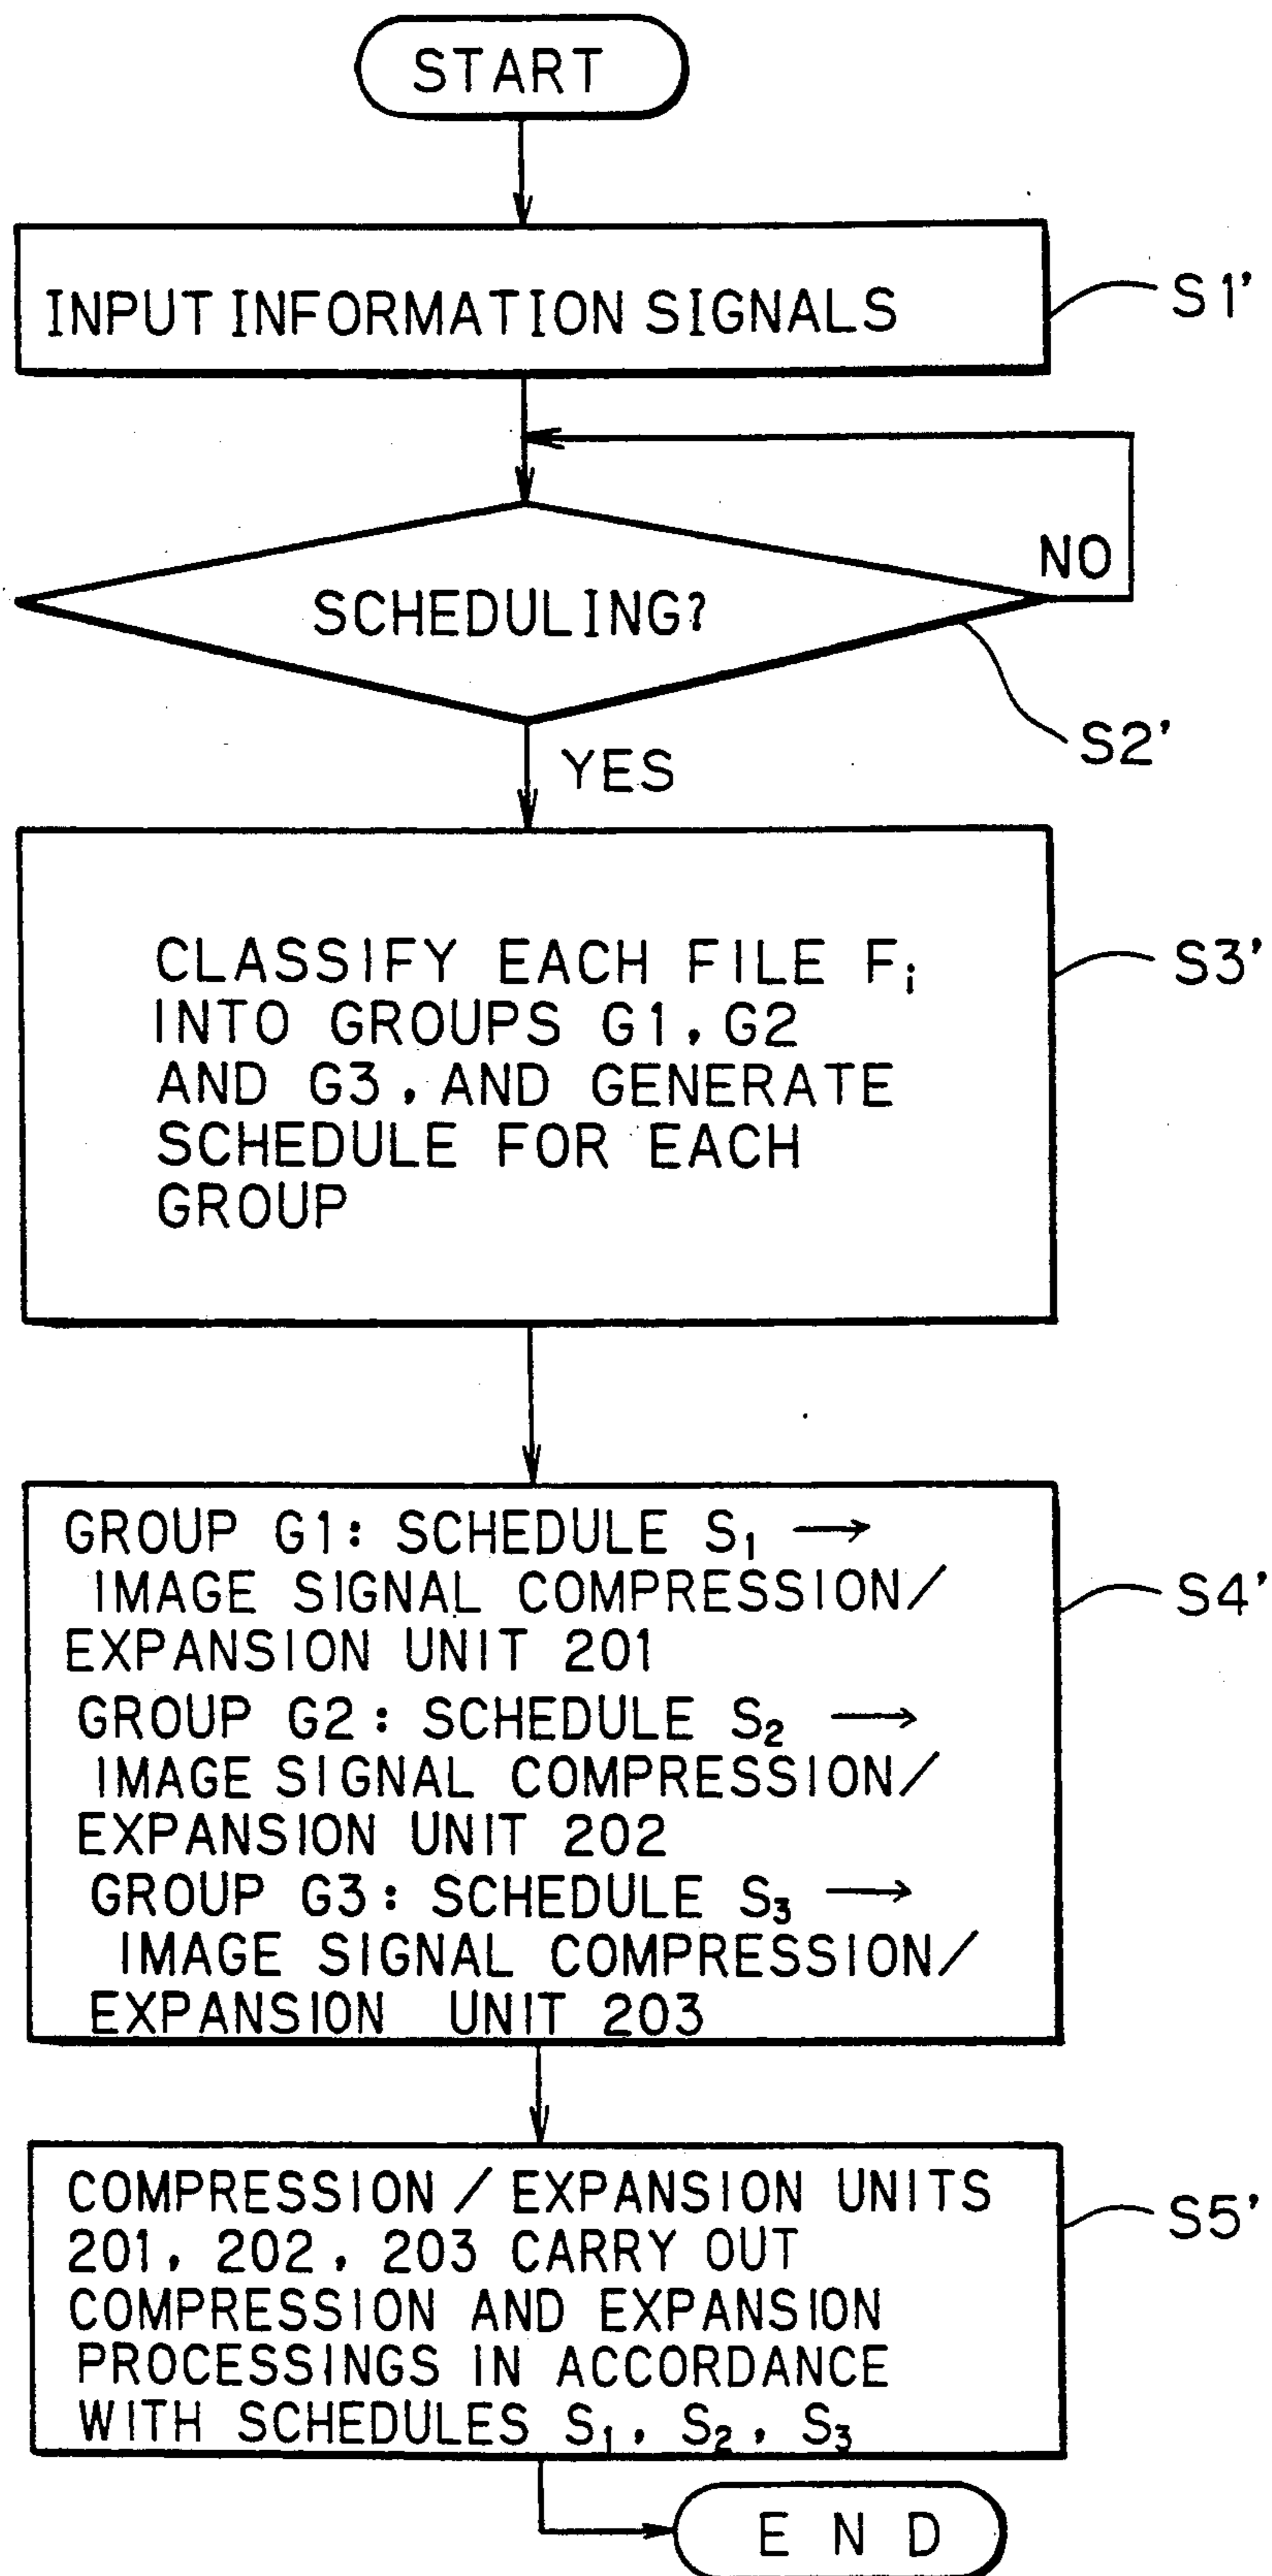 START
INPUT INFORMATION SIGNALS
S1'
NO
SCHEDULING?
S2'
YES
CLASSIFY EACH FILE Fi
INTO GROUPS G1, G2
AND G3, AND GENERATE
SCHEDULE FOR EACH
GROUP
S3'
GROUP G1: SCHEDULE S1 →
IMAGE SIGNAL COMPRESSION/
EXPANSION UNIT 201
GROUP G2: SCHEDULE S2 →
IMAGE SIGNAL COMPRESSION/
EXPANSION UNIT 202
GROUP G3: SCHEDULE S3 →
IMAGE SIGNAL COMPRESSION/
EXPANSION UNIT 203
S4'
COMPRESSION / EXPANSION UNITS
201, 202, 203 CARRY OUT
COMPRESSION AND EXPANSION
PROCESSINGS IN ACCORDANCE
WITH SCHEDULES S1, S2, S3
S5'
END